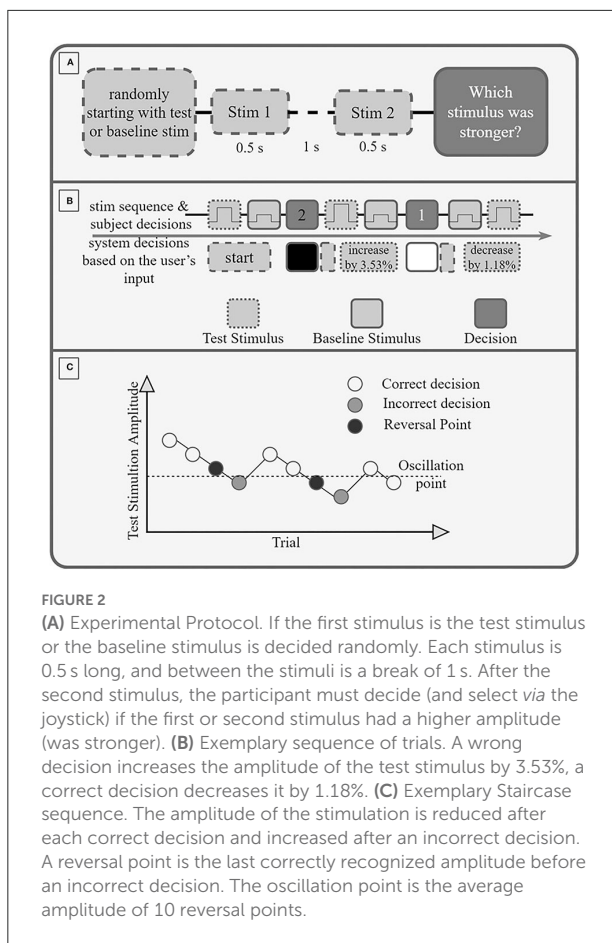 A
randomly
starting with test
or baseline stim
Stim 1
Stim 2
Which
stimulus was
stronger?
0.5 s
1 s
0.5 s
B
stim sequence &
subject decisions
2
1
system decisions
based on the user's
input
start
increase
by 3.53%
decrease
by 1.18%
Test Stimulus
Baseline Stimulus
Decision
C
Test Stimultion Amplitude
Correct decision
Incorrect decision
Reversal Point
Oscillation
point
Trial
FIGURE 2
(A) Experimental Protocol. If the first stimulus is the test stimulus
or the baseline stimulus is decided randomly. Each stimulus is
0.5 s long, and between the stimuli is a break of 1 s. After the
second stimulus, the participant must decide (and select via the
joystick) if the first or second stimulus had a higher amplitude
(was stronger). (B) Exemplary sequence of trials. A wrong
decision increases the amplitude of the test stimulus by 3.53%, a
correct decision decreases it by 1.18%. (C) Exemplary Staircase
sequence. The amplitude of the stimulation is reduced after
each correct decision and increased after an incorrect decision.
A reversal point is the last correctly recognized amplitude before
an incorrect decision. The oscillation point is the average
amplitude of 10 reversal points.